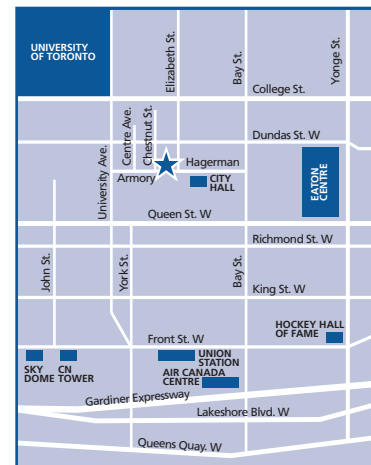 UNIVERSITY
OF TORONTO
Elizabeth St.
Bay St.
Yonge St.
College St.
University Ave.
Centre Ave.
Chestnut St.
Dundas St. W
Hagerman
Armory
CITY
HALL
EATON
CENTRE
Queen St. W
Richmond St. W
John St.
York St.
Bay St.
King St. W
HOCKEY HALL
OF FAME
Front St. W
SKY
DOME
CN
TOWER
UNION
STATION
AIR CANADA
CENTRE
Gardiner Expressway
Lakeshore Blvd. W
Queens Quay. W